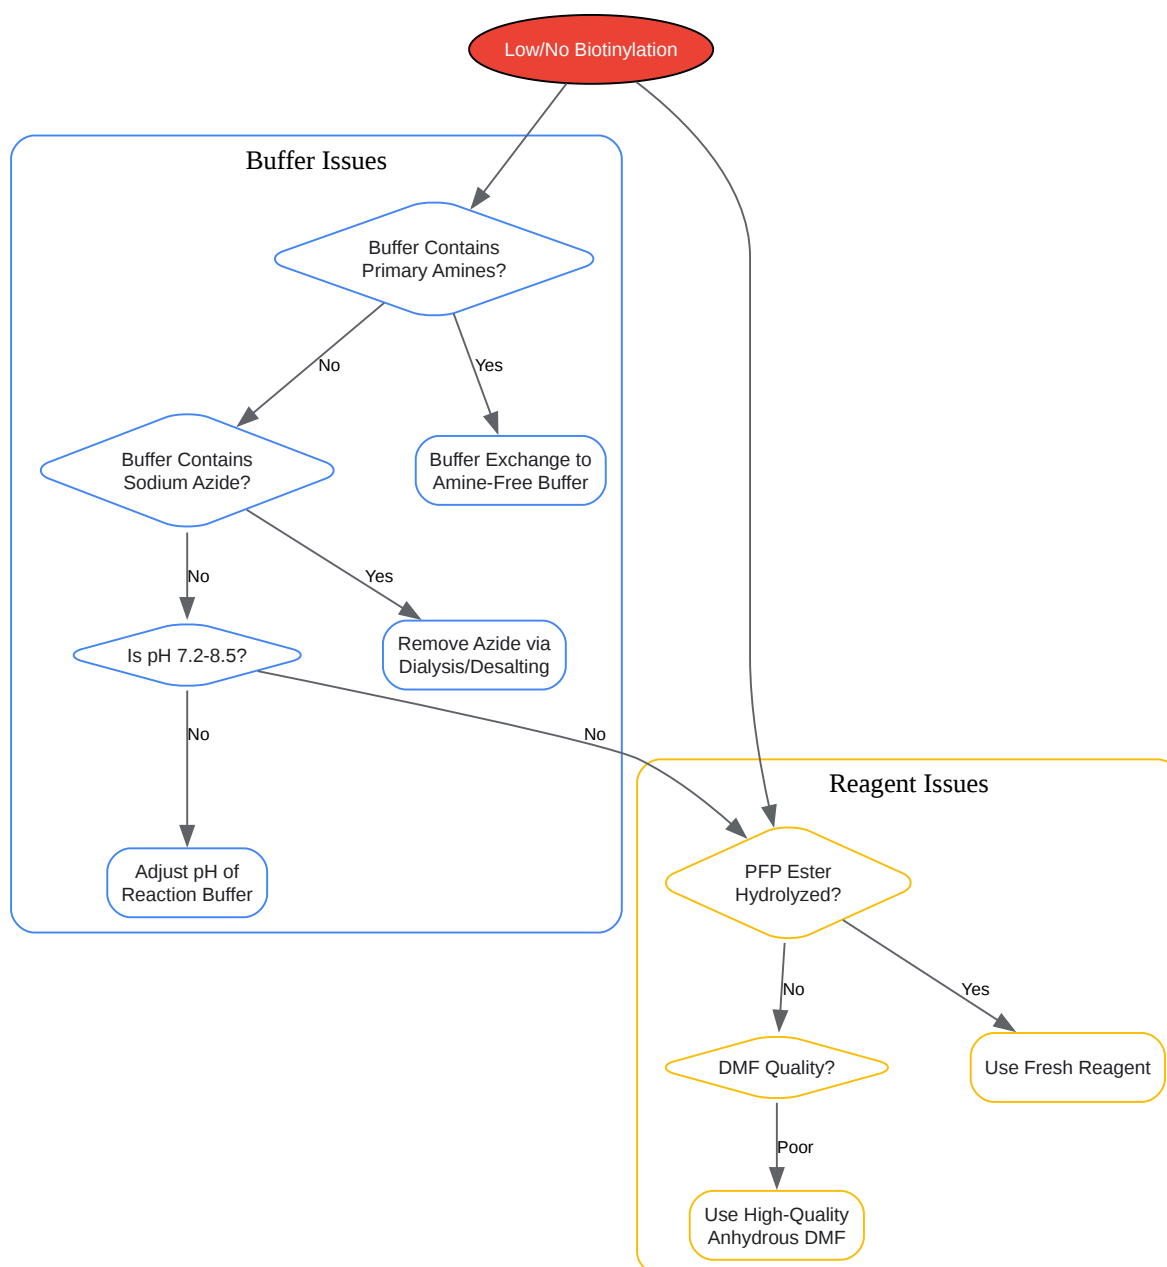 Low/No Biotinylation
Buffer Issues
Buffer Contains
Primary Amines?
No
Yes
Buffer Contains
Sodium Azide?
Buffer Exchange to
Amine-Free Buffer
No
Yes
Is pH 7.2-8.5?
Remove Azide via
Dialysis/Desalting
No
No
Reagent Issues
Adjust pH of
Reaction Buffer
PFP Ester
Hydrolyzed?
No
Yes
DMF Quality?
Use Fresh Reagent
Poor
Use High-Quality
Anhydrous DMF